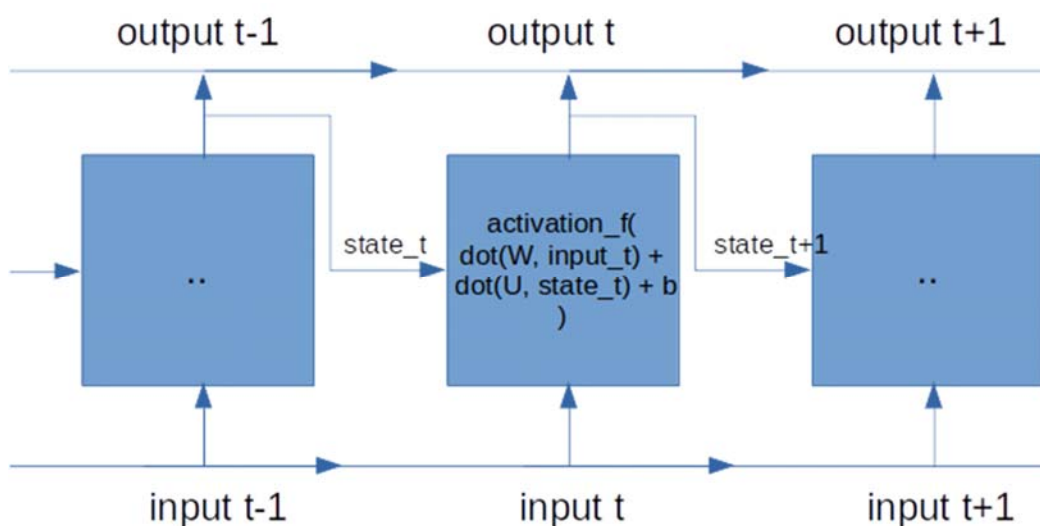 output t-1 output t output t+1
activation_f(
state_t dot(W, input_t) + state_t+1
.. dot(U, state_t) + b ..
)
input t-1 input t input t+1